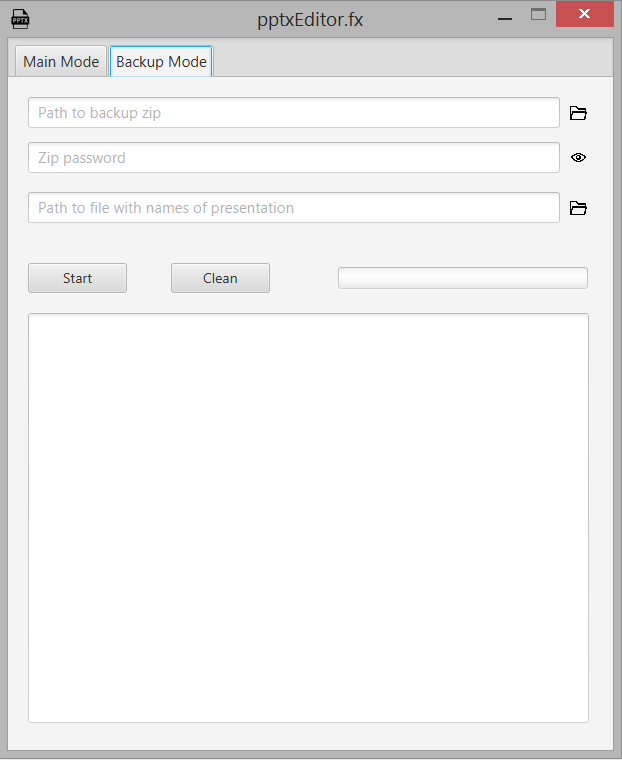 PPTX
pptxEditor.fx
Main Mode
Backup Mode
Path to backup zip
Zip password
Path to file with names of presentation
Start
Clean